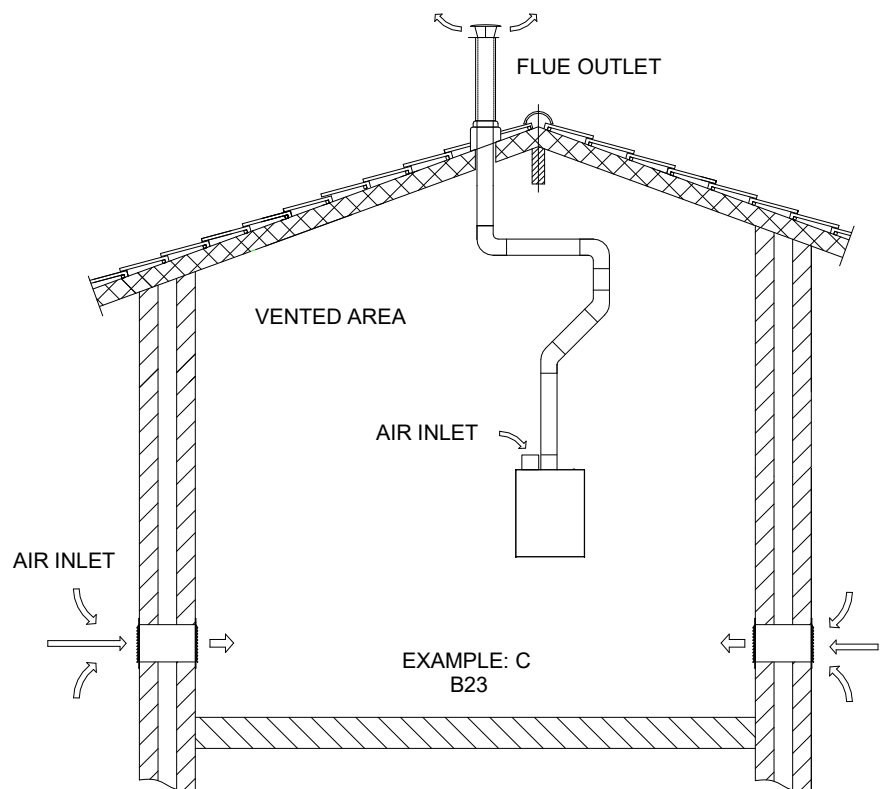 FLUE OUTLET
VENTED AREA
AIR INLET
AIR INLET
EXAMPLE: C
B23